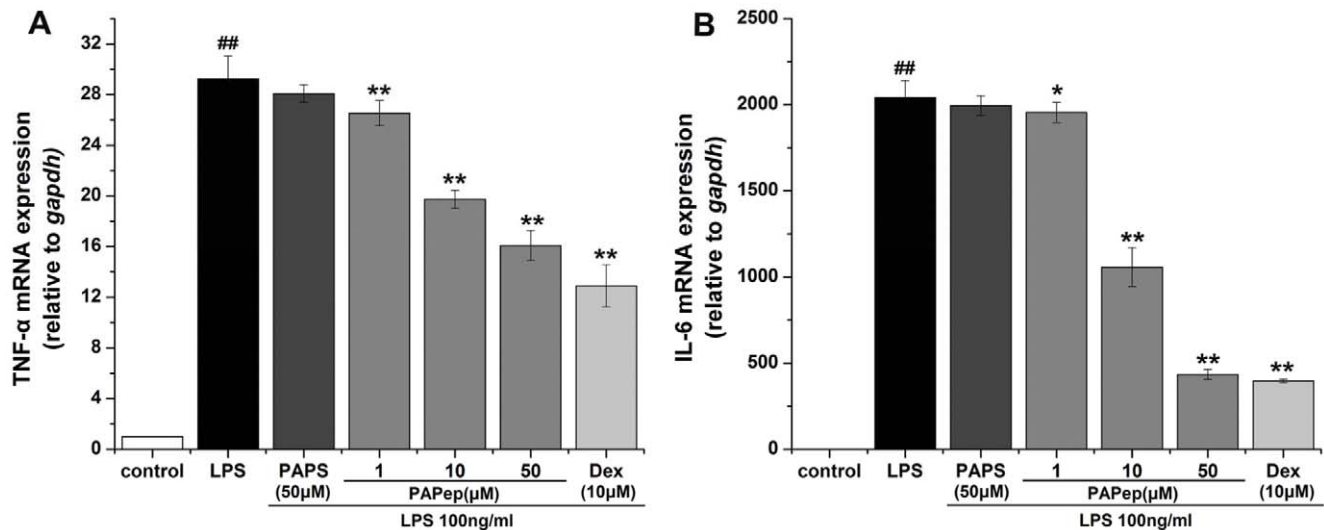 A
TNF-α mRNA expression
(relative to gapdh)
32
28
24
20
16
12
8
4
0
##
**
**
**
**
control
LPS
PAPS
(50µM)
1
10
50
PAPep(µM)
Dex
(10µM)
LPS 100ng/ml
B
IL-6 mRNA expression
(relative to gapdh)
2500
2000
1500
1000
500
0
##
*
**
**
**
control
LPS
PAPS
(50µM)
1
10
50
PAPep(µM)
Dex
(10µM)
LPS 100ng/ml